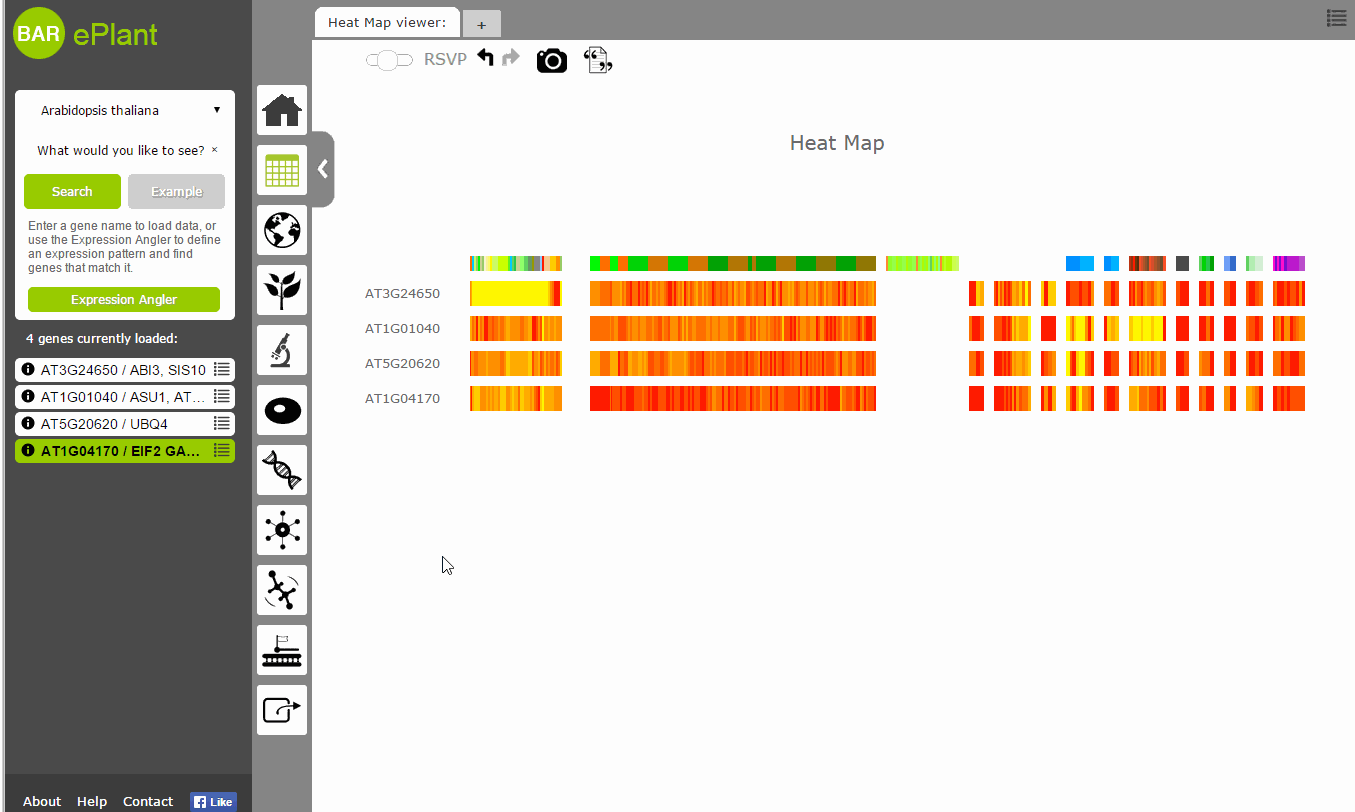 BAR ePlant
Heat Map viewer:
+
RSVP
Arabidopsis thaliana ▼
What would you like to see? ×
Search
Example
Enter a gene name to load data, or
use the Expression Angler to define
an expression pattern and find
genes that match it.
Expression Angler
4 genes currently loaded:
AT3G24650 / ABI3, SIS10
AT1G01040 / ASU1, AT...
AT5G20620 / UBQ4
AT1G04170 / EIF2 GA...
Heat Map
AT3G24650
AT1G01040
AT5G20620
AT1G04170
About Help Contact Like